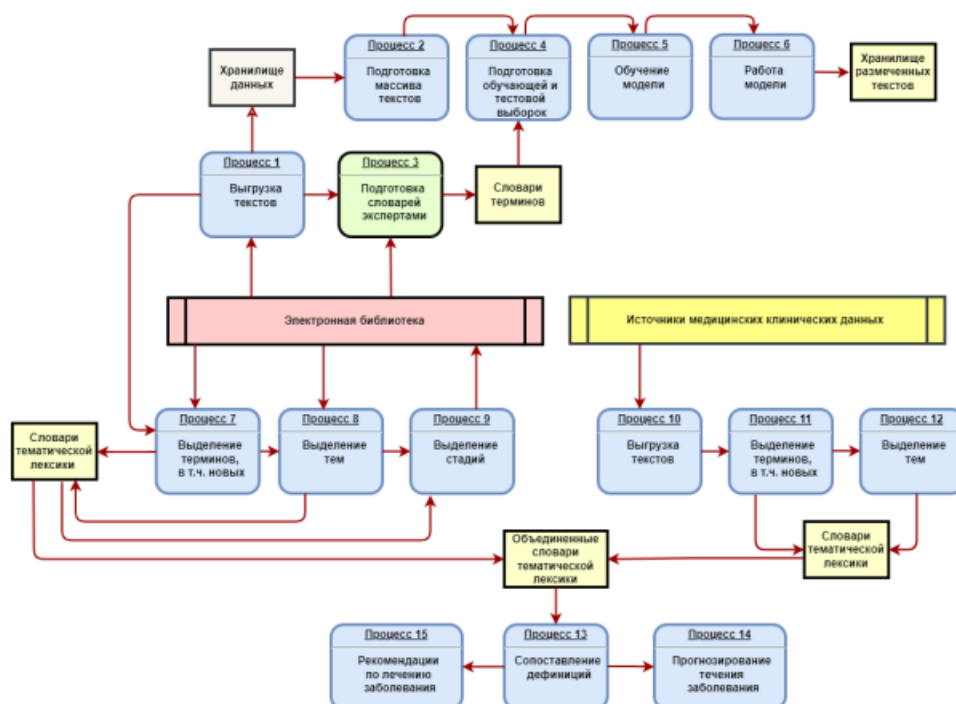 Процесс 2
Подготовка
массива
текстов
Процесс 4
Подготовка
обучающей и
тестовой
выборок
Процесс 5
Обучение
модели
Процесс 6
Работа
модели
Хранилище
размеченных
текстов
Хранилище
данных
Процесс 1
Выгрузка
текстов
Процесс 3
Подготовка
словарей
экспертами
Словари
терминов
Электронная библиотека
Источники медицинских клинических данных
Словари
тематической
лексики
Процесс 7
Выделение
терминов,
в т.ч. новых
Процесс 8
Выделение
тем
Процесс 9
Выделение
стадий
Процесс 10
Выгрузка
текстов
Процесс 11
Выделение
терминов,
в т.ч. новых
Процесс 12
Выделение
тем
Объединенные
словари
тематической
лексики
Словари
тематической
лексики
Процесс 15
Рекомендации
по лечению
заболевания
Процесс 13
Сопоставление
дефиниций
Процесс 14
Прогнозирование
течения
заболевания